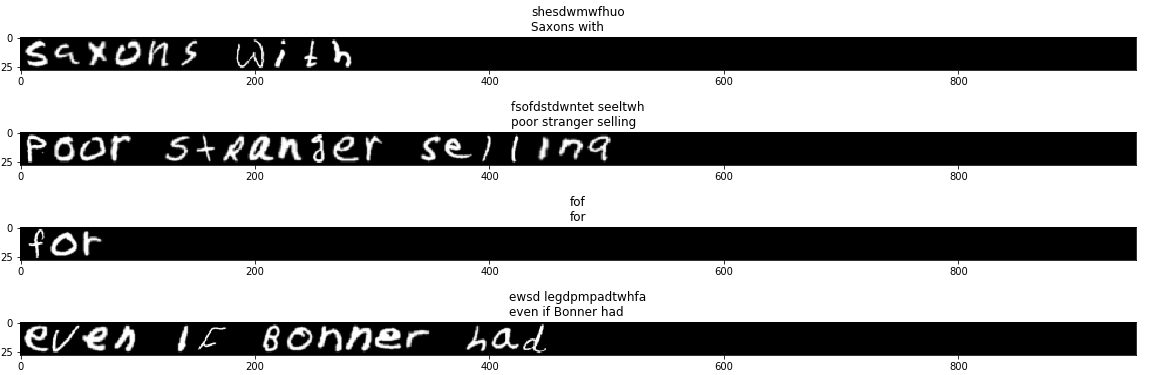 shesdwmwfhuo
Saxons with
0
25
saxons with
0 200 400 600 800
fsofdstdwntet seeltwh
poor stranger selling
0
25
poor stranger selling
0 200 400 600 800
fof
for
0
25
for
0 200 400 600 800
ewsd legdpmpadtwhfa
even if Bonner had
0
25
even if Bonner had
0 200 400 600 800